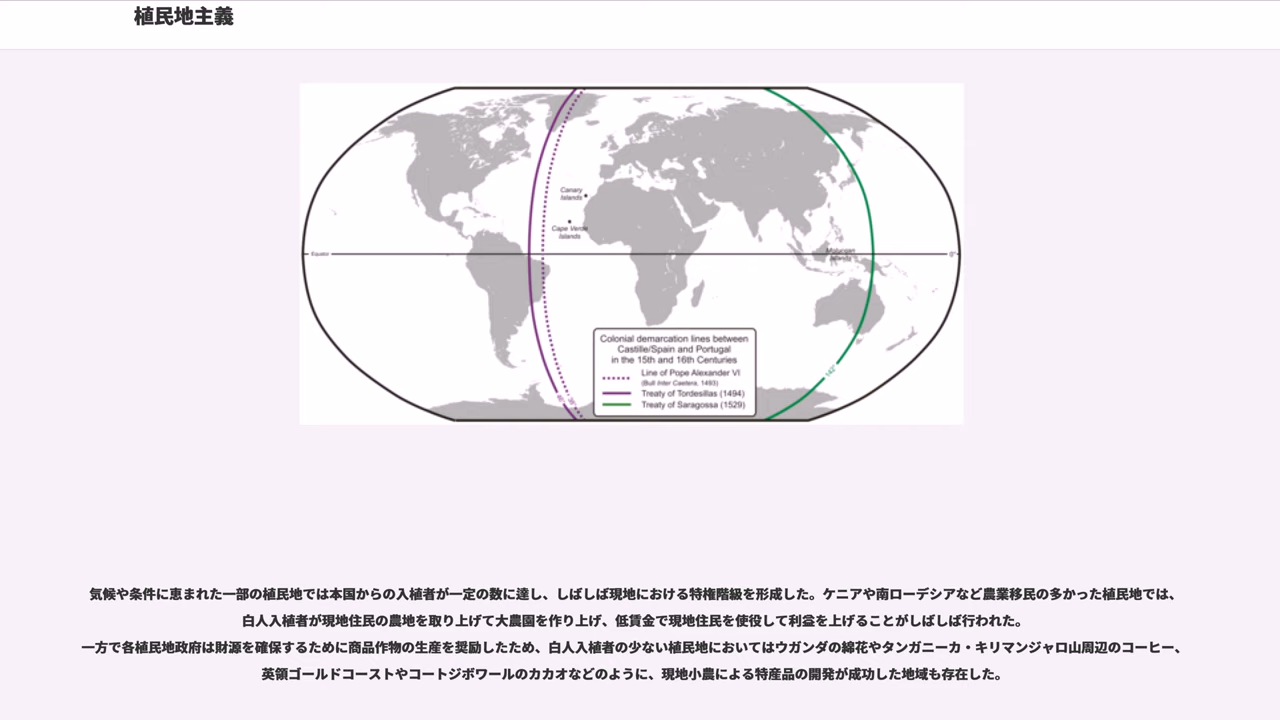 植民地主義
Canary
Islands
Cape Verde
Islands
Equator
0°
Moluccan
Islands
Colonial demarcation lines between
Castille/Spain and Portugal
in the 15th and 16th Centuries
Line of Pope Alexander VI
(Bull Inter Caetera, 1493)
Treaty of Tordesillas (1494)
Treaty of Saragossa (1529)
142°
気候や条件に恵まれた一部の植民地では本国からの入植者が一定の数に達し、しばしば現地における特権階級を形成した。ケニアや南ローデシアなど農業移民の多かった植民地では、
白人入植者が現地住民の農地を取り上げて大農園を作り上げ、低賃金で現地住民を使役して利益を上げることがしばしば行われた。
一方で各植民地政府は財源を確保するために商品作物の生産を奨励したため、白人入植者の少ない植民地においてはウガンダの綿花やタンガニーカ・キリマンジャロ山周辺のコーヒー、
英領ゴールドコーストやコートジボワールのカカオなどのように、現地小農による特産品の開発が成功した地域も存在した。